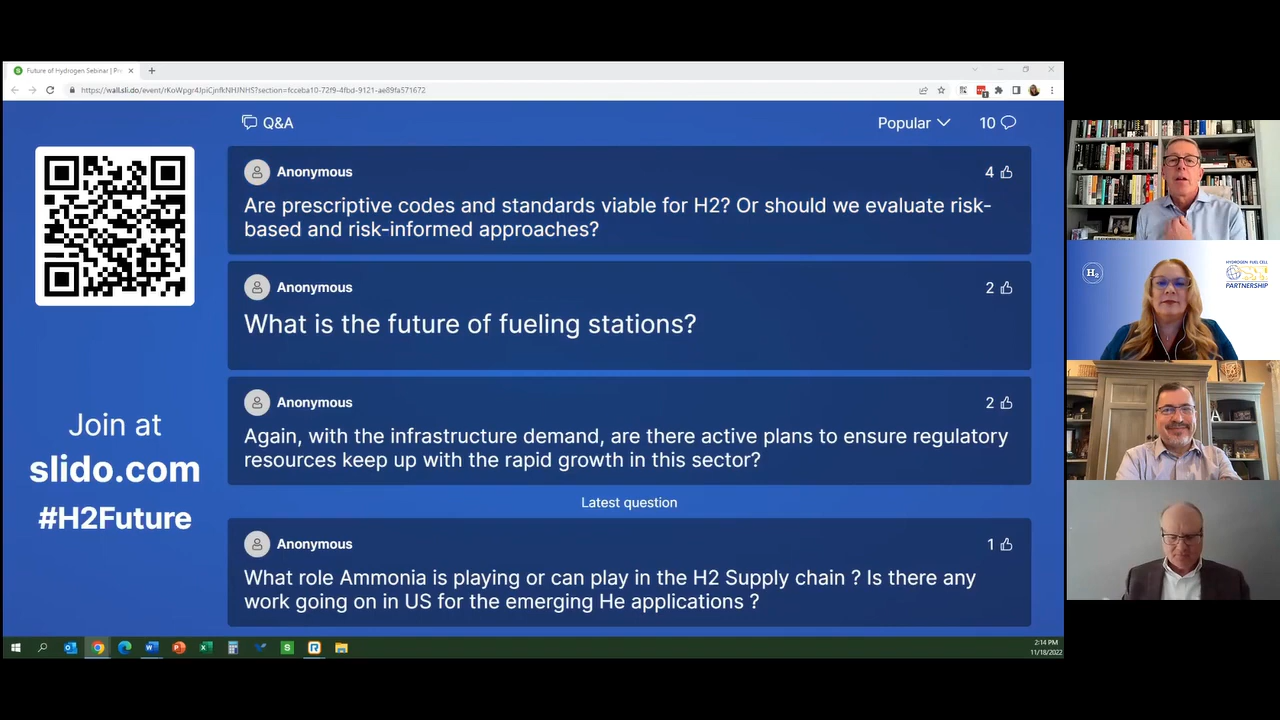 Future of Hydrogen Sebinar | Pre
https://wall.sli.do/event/rKoWpgr4JpiCjnfkNHJNHS?section=fcceba10-72f9-4fbd-9121-ae89fa571672
Q&A
Popular
10
Anonymous
4
Are prescriptive codes and standards viable for H2? Or should we evaluate risk-
based and risk-informed approaches?
Anonymous
2
What is the future of fueling stations?
Anonymous
2
Again, with the infrastructure demand, are there active plans to ensure regulatory
resources keep up with the rapid growth in this sector?
Latest question
Anonymous
1
What role Ammonia is playing or can play in the H2 Supply chain ? Is there any
work going on in US for the emerging He applications ?
Join at
slido.com
#H2Future
2:14 PM
11/18/2022
H2
HYDROGEN FUEL CELL
PARTNERSHIP